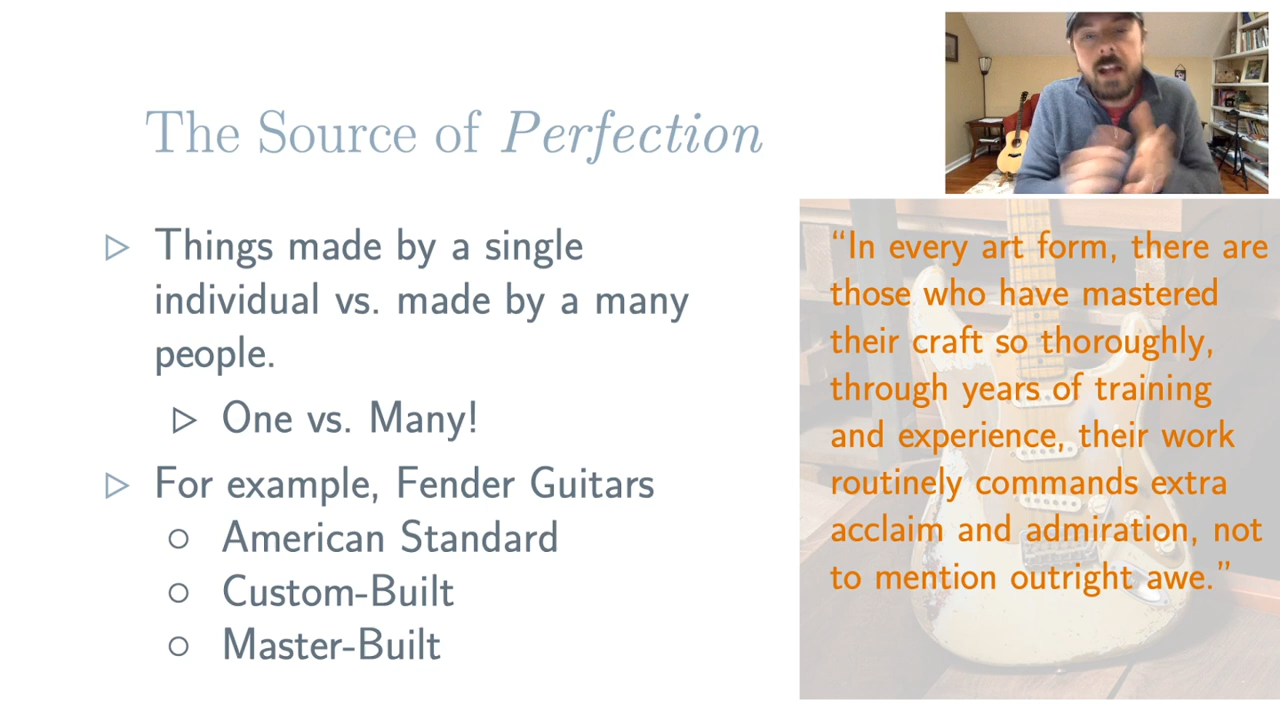 The Source of Perfection
Things made by a single
individual vs. made by a many
people.
One vs. Many!
For example, Fender Guitars
American Standard
Custom-Built
Master-Built
“In every art form, there are
those who have mastered
their craft so thoroughly,
through years of training
and experience, their work
routinely commands extra
acclaim and admiration, not
to mention outright awe.”